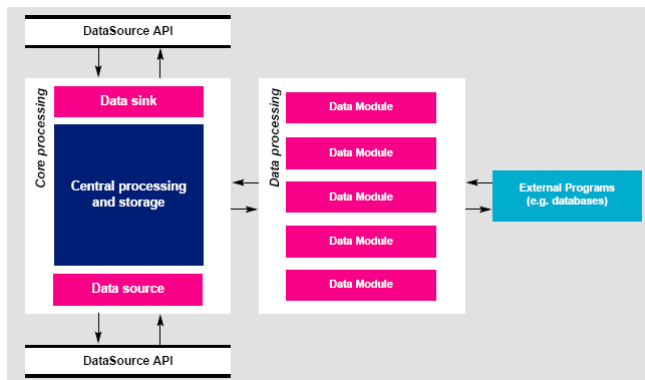 DataSource API
Core processing
Data sink
Central processing
and storage
Data source
DataSource API
Data processing
Data Module
Data Module
Data Module
Data Module
Data Module
External Programs
(e.g. databases)